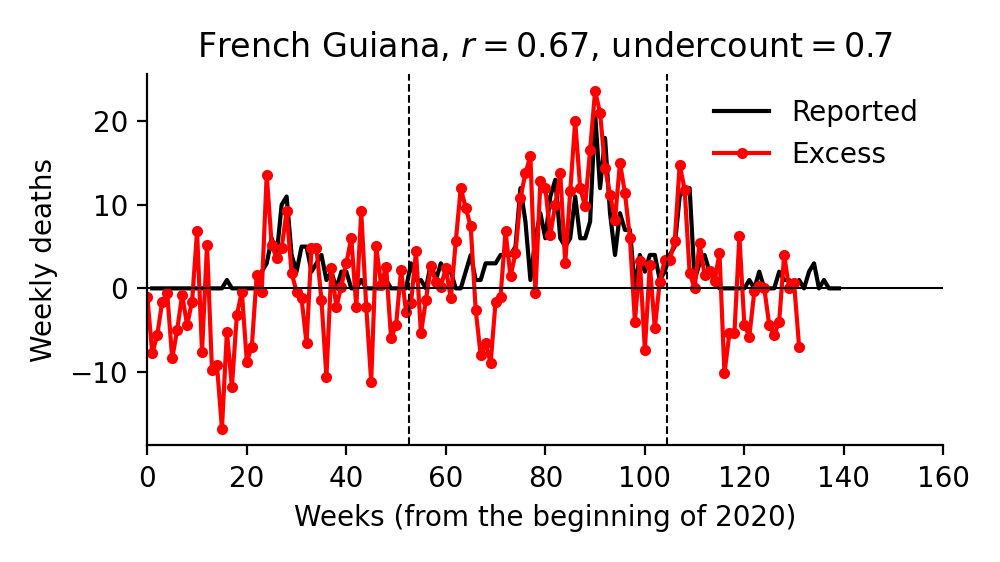 French Guiana, r = 0.67, undercount = 0.7
Reported
Excess
Weekly deaths
20
10
0
−10
0 20 40 60 80 100 120 140 160
Weeks (from the beginning of 2020)